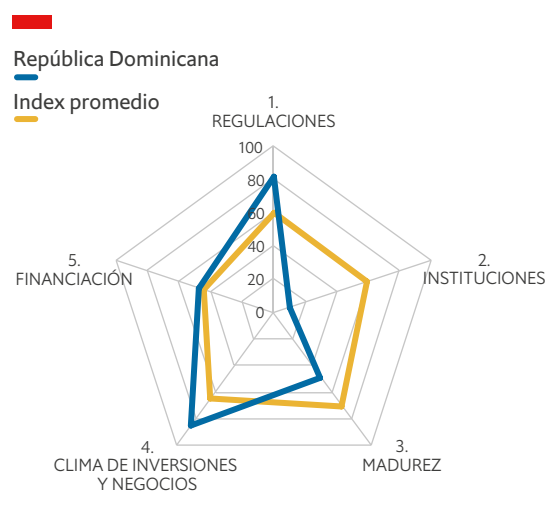 República Dominicana
Index promedio
1.
REGULACIONES
100
80
60
40
20
0
2.
INSTITUCIONES
3.
MADUREZ
4.
CLIMA DE INVERSIONES
Y NEGOCIOS
5.
FINANCIACIÓN